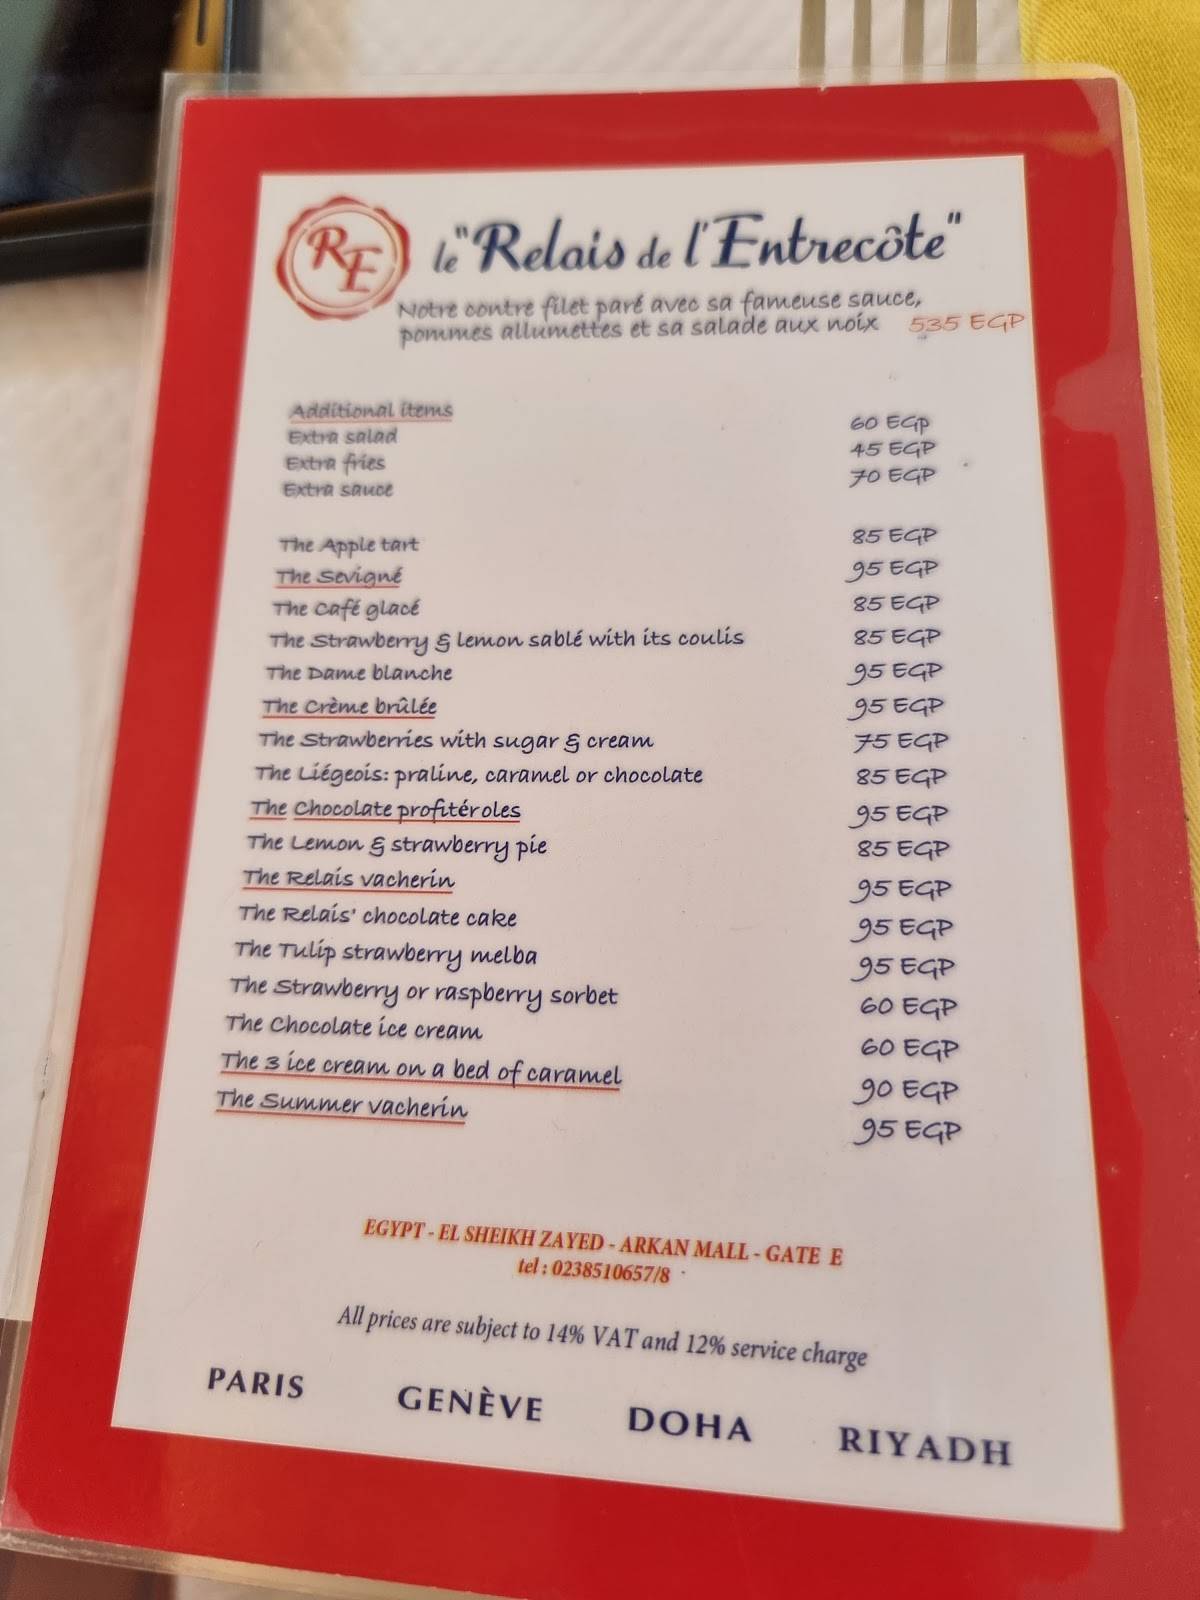 RE
le "Relais de l'Entrecôte"
Notre contre filet paré avec sa fameuse sauce,
pommes allumettes et sa salade aux noix 535 EGP
Additional items
Extra salad 60 EGP
Extra fries 45 EGP
Extra sauce 70 EGP
The Apple tart 85 EGP
The Sevigné 95 EGP
The Café glacé 85 EGP
The Strawberry & lemon sablé with its coulis 85 EGP
The Dame blanche 95 EGP
The Crème brûlée 95 EGP
The Strawberries with sugar & cream 75 EGP
The Liégeois: praline, caramel or chocolate 85 EGP
The Chocolate profitéroles 95 EGP
The Lemon & strawberry pie 85 EGP
The Relais vacherin 95 EGP
The Relais' chocolate cake 95 EGP
The Tulip strawberry melba 95 EGP
The Strawberry or raspberry sorbet 60 EGP
The Chocolate ice cream 60 EGP
The 3 ice cream on a bed of caramel 90 EGP
The Summer vacherin 95 EGP
EGYPT - EL SHEIKH ZAYED - ARKAN MALL - GATE E
tel : 0238510657/8
All prices are subject to 14% VAT and 12% service charge
PARIS GENÈVE DOHA RIYADH